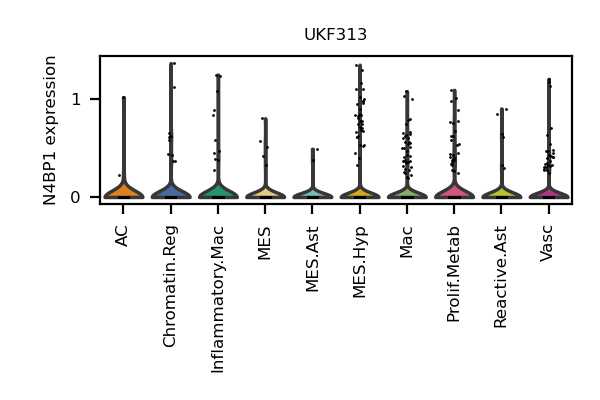 UKF313
N4BP1 expression
1
0
AC
Chromatin.Reg
Inflammatory.Mac
MES
MES.Ast
MES.Hyp
Mac
Prolif.Metab
Reactive.Ast
Vasc